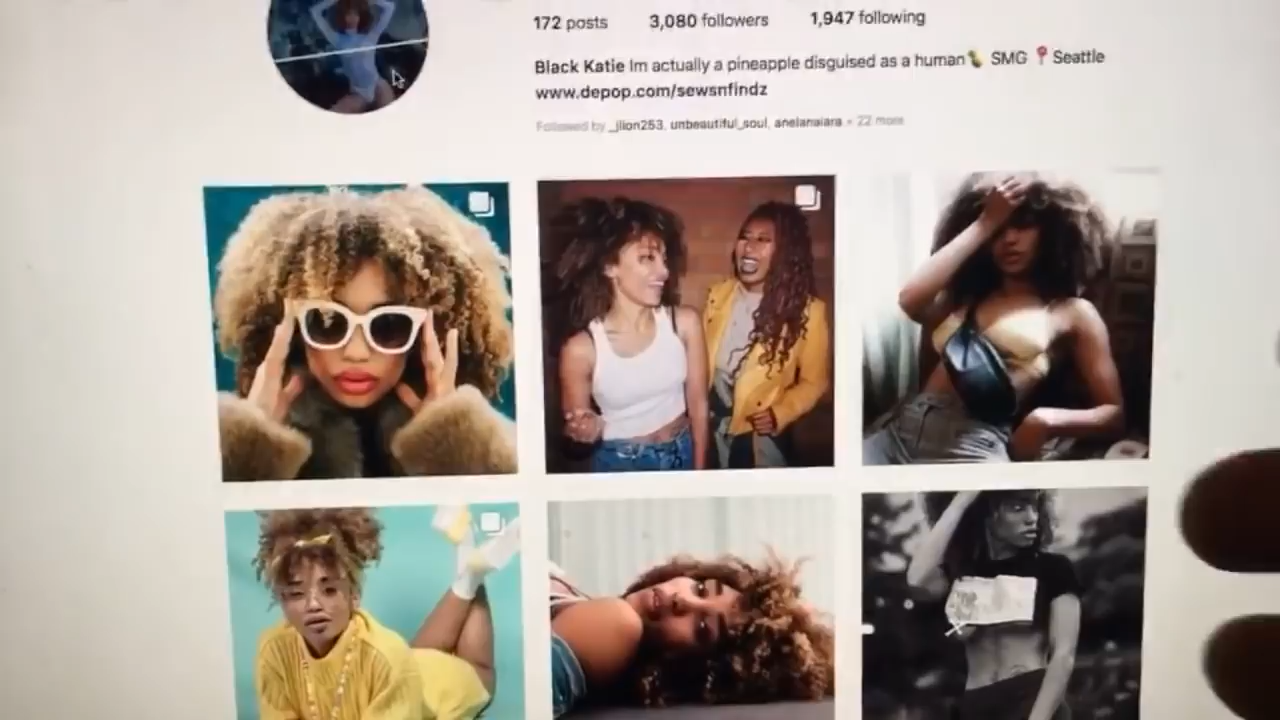 172 posts 3,080 followers 1,947 following
Black Katie Im actually a pineapple disguised as a human🍍 SMG 📍Seattle
www.depop.com/sewsnfindz
Followed by _jlion253, unbeautiful_soul, anelanaiara + 22 more